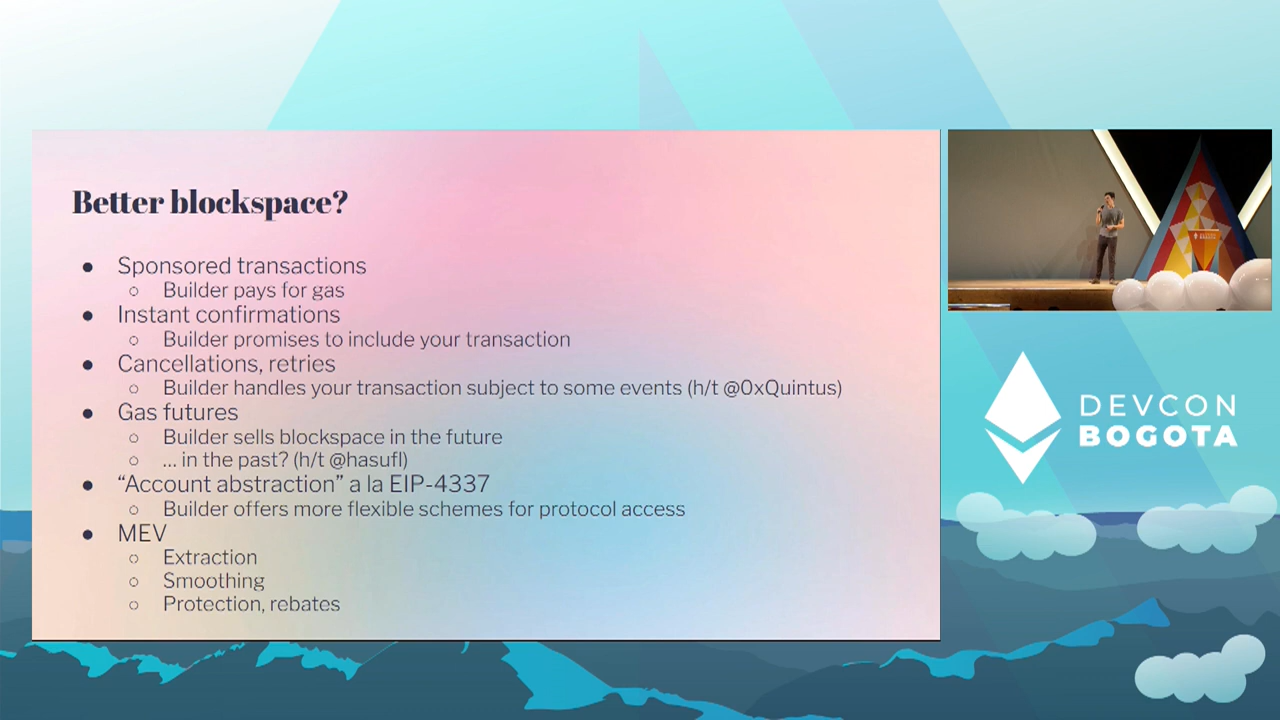 Better blockspace?
● Sponsored transactions
○ Builder pays for gas
● Instant confirmations
○ Builder promises to include your transaction
● Cancellations, retries
○ Builder handles your transaction subject to some events (h/t @0xQuintus)
● Gas futures
○ Builder sells blockspace in the future
○ ... in the past? (h/t @hasufl)
● “Account abstraction” a la EIP-4337
○ Builder offers more flexible schemes for protocol access
● MEV
○ Extraction
○ Smoothing
○ Protection, rebates
DEVCON
BOGOTA
DEVCON
BOGOTA